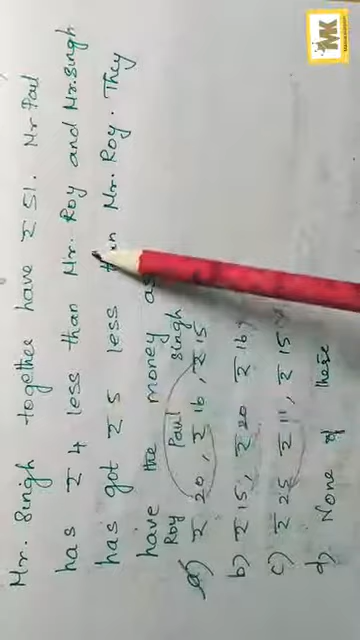 Mr. Singh together have ₹ 51. Mr Paul
has ₹ 4 less than Mr. Roy and Mr. Singh
has got ₹ 5 less than Mr. Roy. They
have the money as
Roy Paul Singh
a) ₹ 20, ₹ 16, ₹ 15
b) ₹ 15, ₹ 20 ₹ 16
c) ₹ 25 ₹ 11, ₹ 15
d) None of these
MK